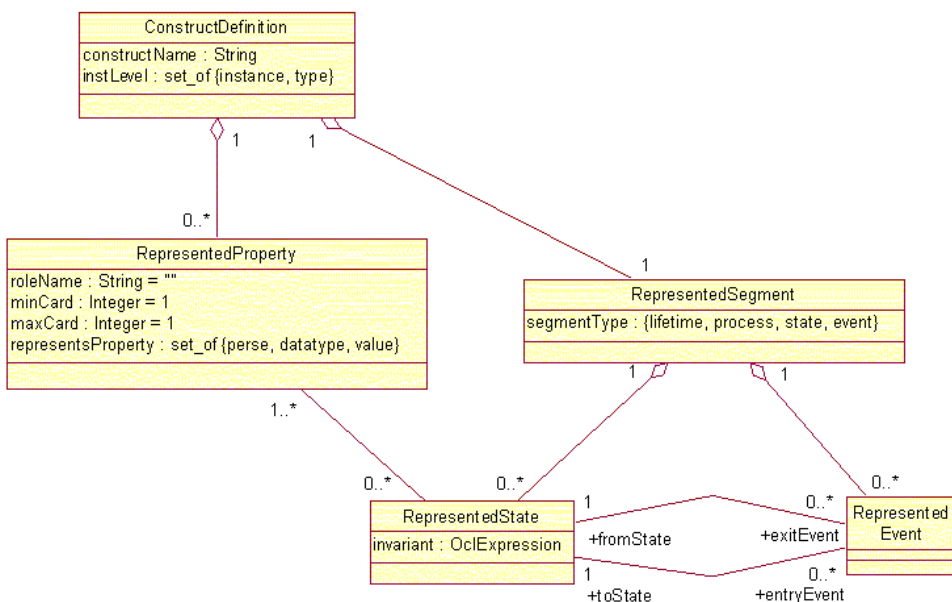 ConstructDefinition
constructName : String
instLevel : set_of {instance, type}
1
1
0..*
RepresentedProperty
roleName : String = ""
minCard : Integer = 1
maxCard : Integer = 1
representsProperty : set_of {perse, datatype, value}
1
RepresentedSegment
segmentType : {lifetime, process, state, event}
1
1
1..*
0..*
0..*
0..*
RepresentedState
invariant : OclExpression
1
0..*
+fromState
+exitEvent
Represented
Event
1
0..*
+toState
+entryEvent